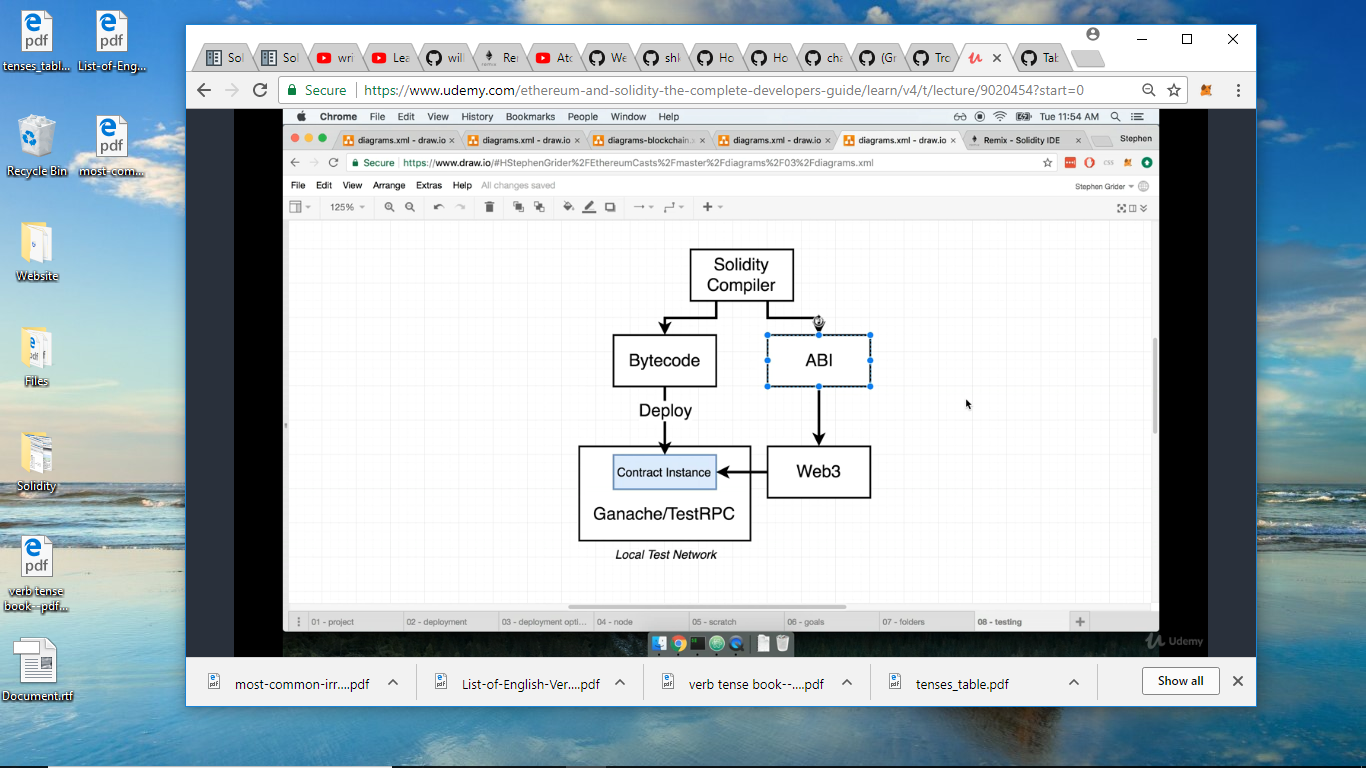 tenses_tabl...
List-of-Eng...
Recycle Bin
most-com...
Website
Files
Solidity
verb tense
book--pdf...
Document.rtf
Sol
Sol
wri
Lea
will
Re
Ato
We
shl
Ho
Ho
cha
(Gr
Tro
Tab
Secure
https://www.udemy.com/ethereum-and-solidity-the-complete-developers-guide/learn/v4/t/lecture/9020454?start=0
Chrome File Edit View History Bookmarks People Window Help
Tue 11:54 AM
diagrams.xml - draw.io
diagrams.xml - draw.io
diagrams-blockchain.x
diagrams.xml - draw.io
diagrams.xml - draw.io
Remix - Solidity IDE
Stephen
Secure
https://www.draw.io/#HStephenGrider%2FEthereumCasts%2Fmaster%2Fdiagrams%2F03%2Fdiagrams.xml
File Edit View Arrange Extras Help All changes saved
Stephen Grider
125%
Solidity
Compiler
Bytecode
ABI
Deploy
Contract Instance
Web3
Ganache/TestRPC
Local Test Network
01 - project
02 - deployment
03 - deployment opti...
04 - node
05 - scratch
06 - goals
07 - folders
08 - testing
Udemy
most-common-irr....pdf
List-of-English-Ver....pdf
verb tense book--....pdf
tenses_table.pdf
Show all